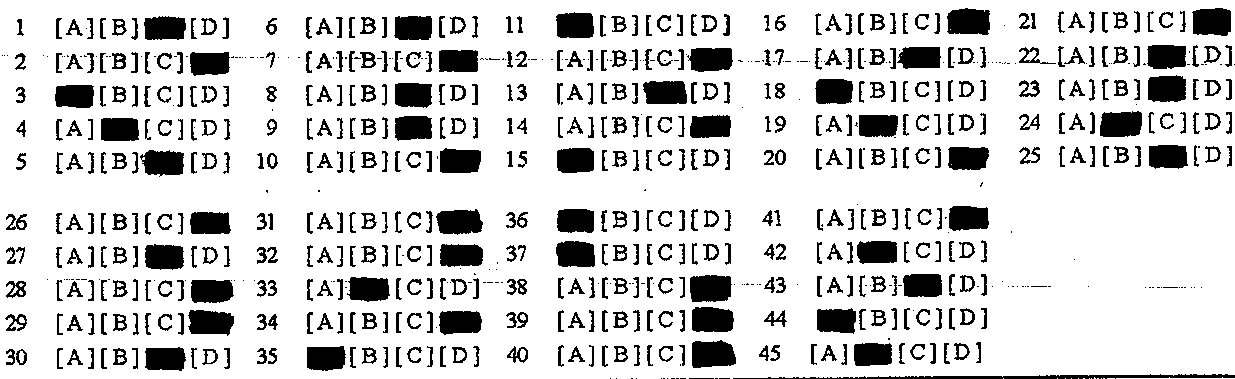 1 [A][B]■[D] 6 [A][B]■[D] 11 ■[B][C][D] 16 [A][B][C]■ 21 [A][B][C]■
2 [A][B][C]■ 7 [A][B][C]■ 12 [A][B][C]■ 17 [A][B]■[D] 22 [A][B]■[D]
3 ■[B][C][D] 8 [A][B]■[D] 13 [A][B]■[D] 18 ■[B][C][D] 23 [A][B]■[D]
4 [A]■[C][D] 9 [A][B]■[D] 14 [A][B][C]■ 19 [A]■[C][D] 24 [A]■[C][D]
5 [A][B]■[D] 10 [A][B][C]■ 15 ■[B][C][D] 20 [A][B][C]■ 25 [A][B]■[D]
26 [A][B][C]■ 31 [A][B][C]■ 36 ■[B][C][D] 41 [A][B][C]■
27 [A][B]■[D] 32 [A][B][C]■ 37 ■[B][C][D] 42 [A]■[C][D]
28 [A][B][C]■ 33 [A]■[C][D] 38 [A][B][C]■ 43 [A][B]■[D]
29 [A][B][C]■ 34 [A][B][C]■ 39 [A][B][C]■ 44 ■[B][C][D]
30 [A][B]■[D] 35 ■[B][C][D] 40 [A][B][C]■ 45 [A]■[C][D]